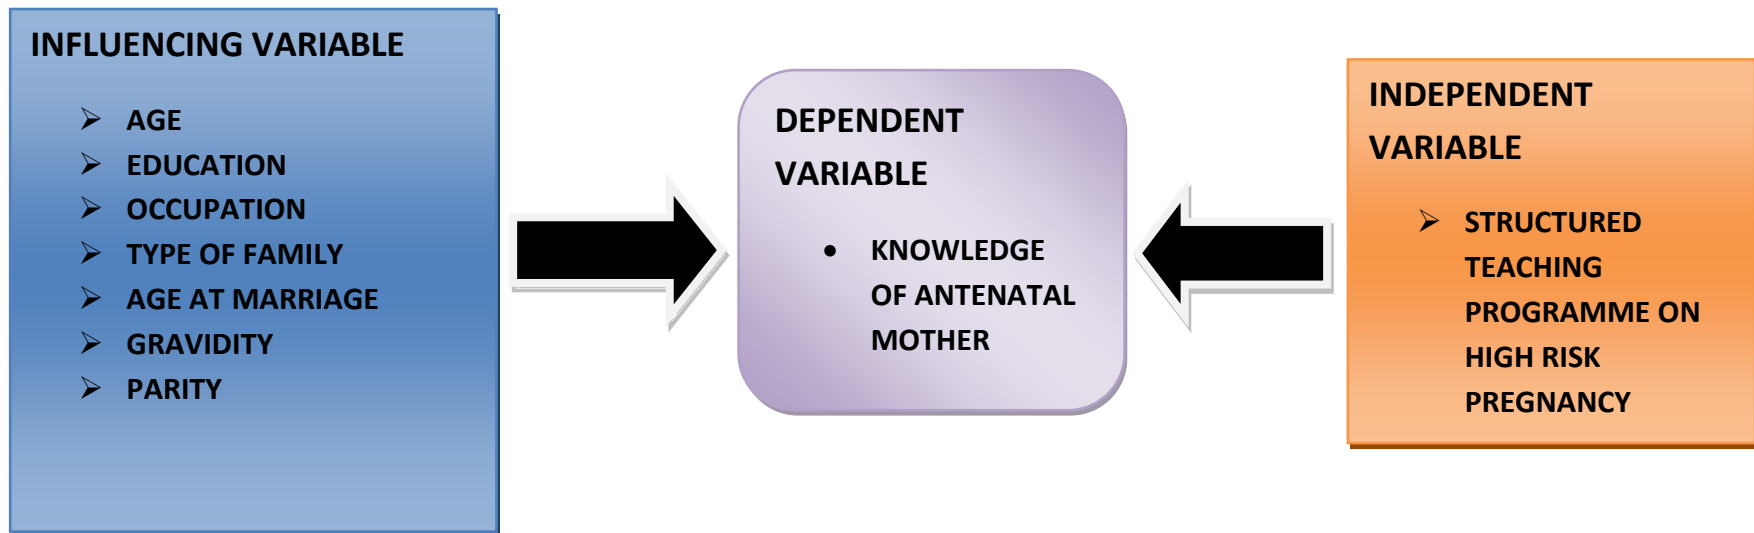 INFLUENCING VARIABLE
➢ AGE
➢ EDUCATION
➢ OCCUPATION
➢ TYPE OF FAMILY
➢ AGE AT MARRIAGE
➢ GRAVIDITY
➢ PARITY
DEPENDENT
VARIABLE
• KNOWLEDGE
OF ANTENATAL
MOTHER
INDEPENDENT
VARIABLE
➢ STRUCTURED
TEACHING
PROGRAMME ON
HIGH RISK
PREGNANCY